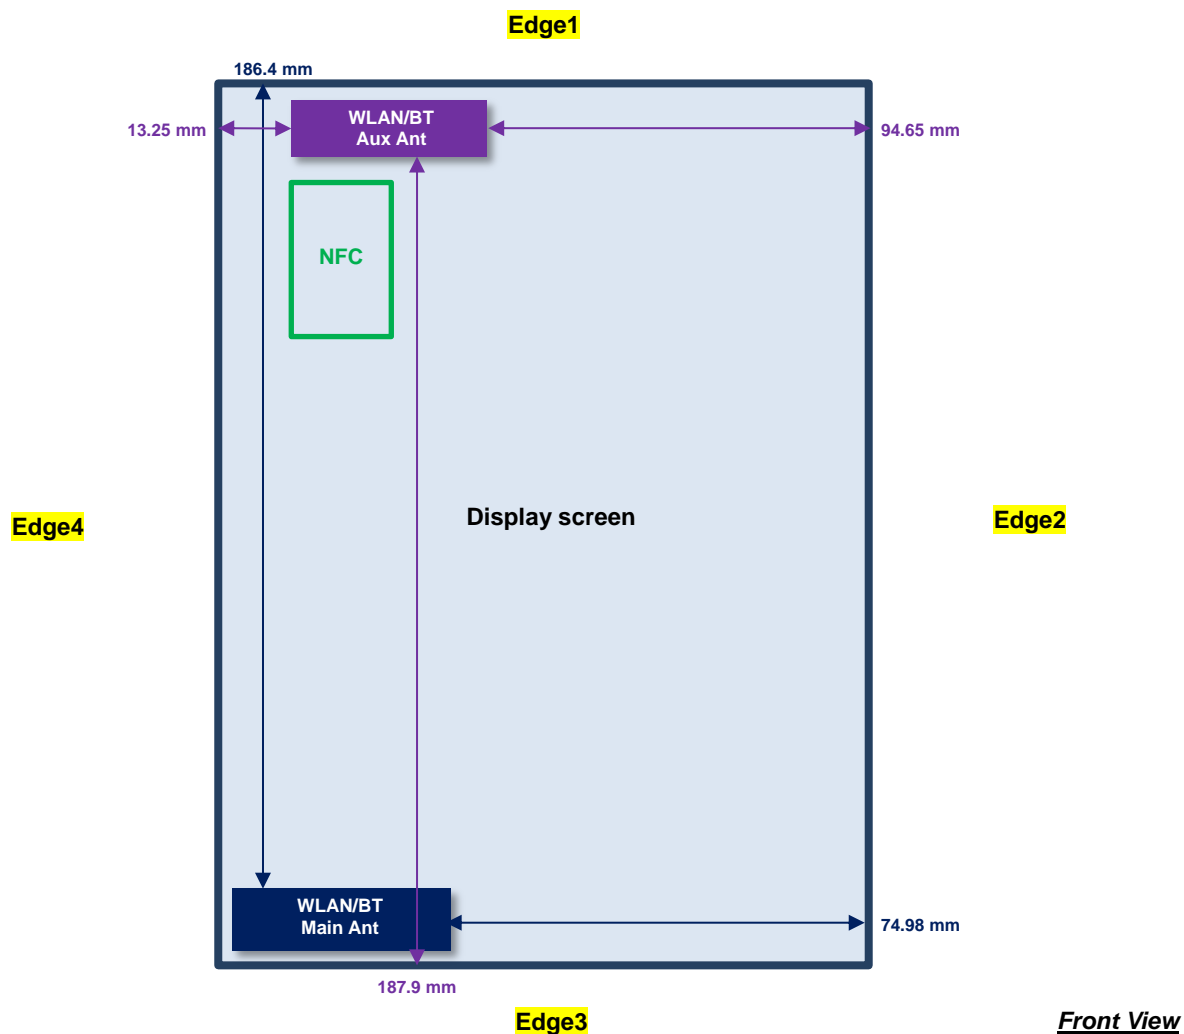 Edge1
186.4 mm
WLAN/BT
Aux Ant
13.25 mm
94.65 mm
NFC
Display screen
Edge4
Edge2
WLAN/BT
Main Ant
74.98 mm
187.9 mm
Edge3
Front View